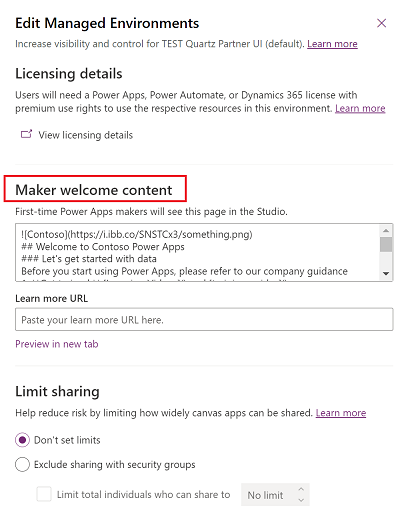 Edit Managed Environments
Increase visibility and control for TEST Quartz Partner UI (default). Learn more
Licensing details
Users will need a Power Apps, Power Automate, or Dynamics 365 license with
premium use rights to use the respective resources in this environment. Learn more
View licensing details
Maker welcome content
First-time Power Apps makers will see this page in the Studio.
![Contoso](https://i.ibb.co/SNSTCx3/something.png)
## Welcome to Contoso Power Apps
### Let's get started with data
Before you start using Power Apps, please refer to our company guidance
Learn more URL
Paste your learn more URL here.
Preview in new tab
Limit sharing
Help reduce risk by limiting how widely canvas apps can be shared. Learn more
Don't set limits
Exclude sharing with security groups
Limit total individuals who can share to No limit